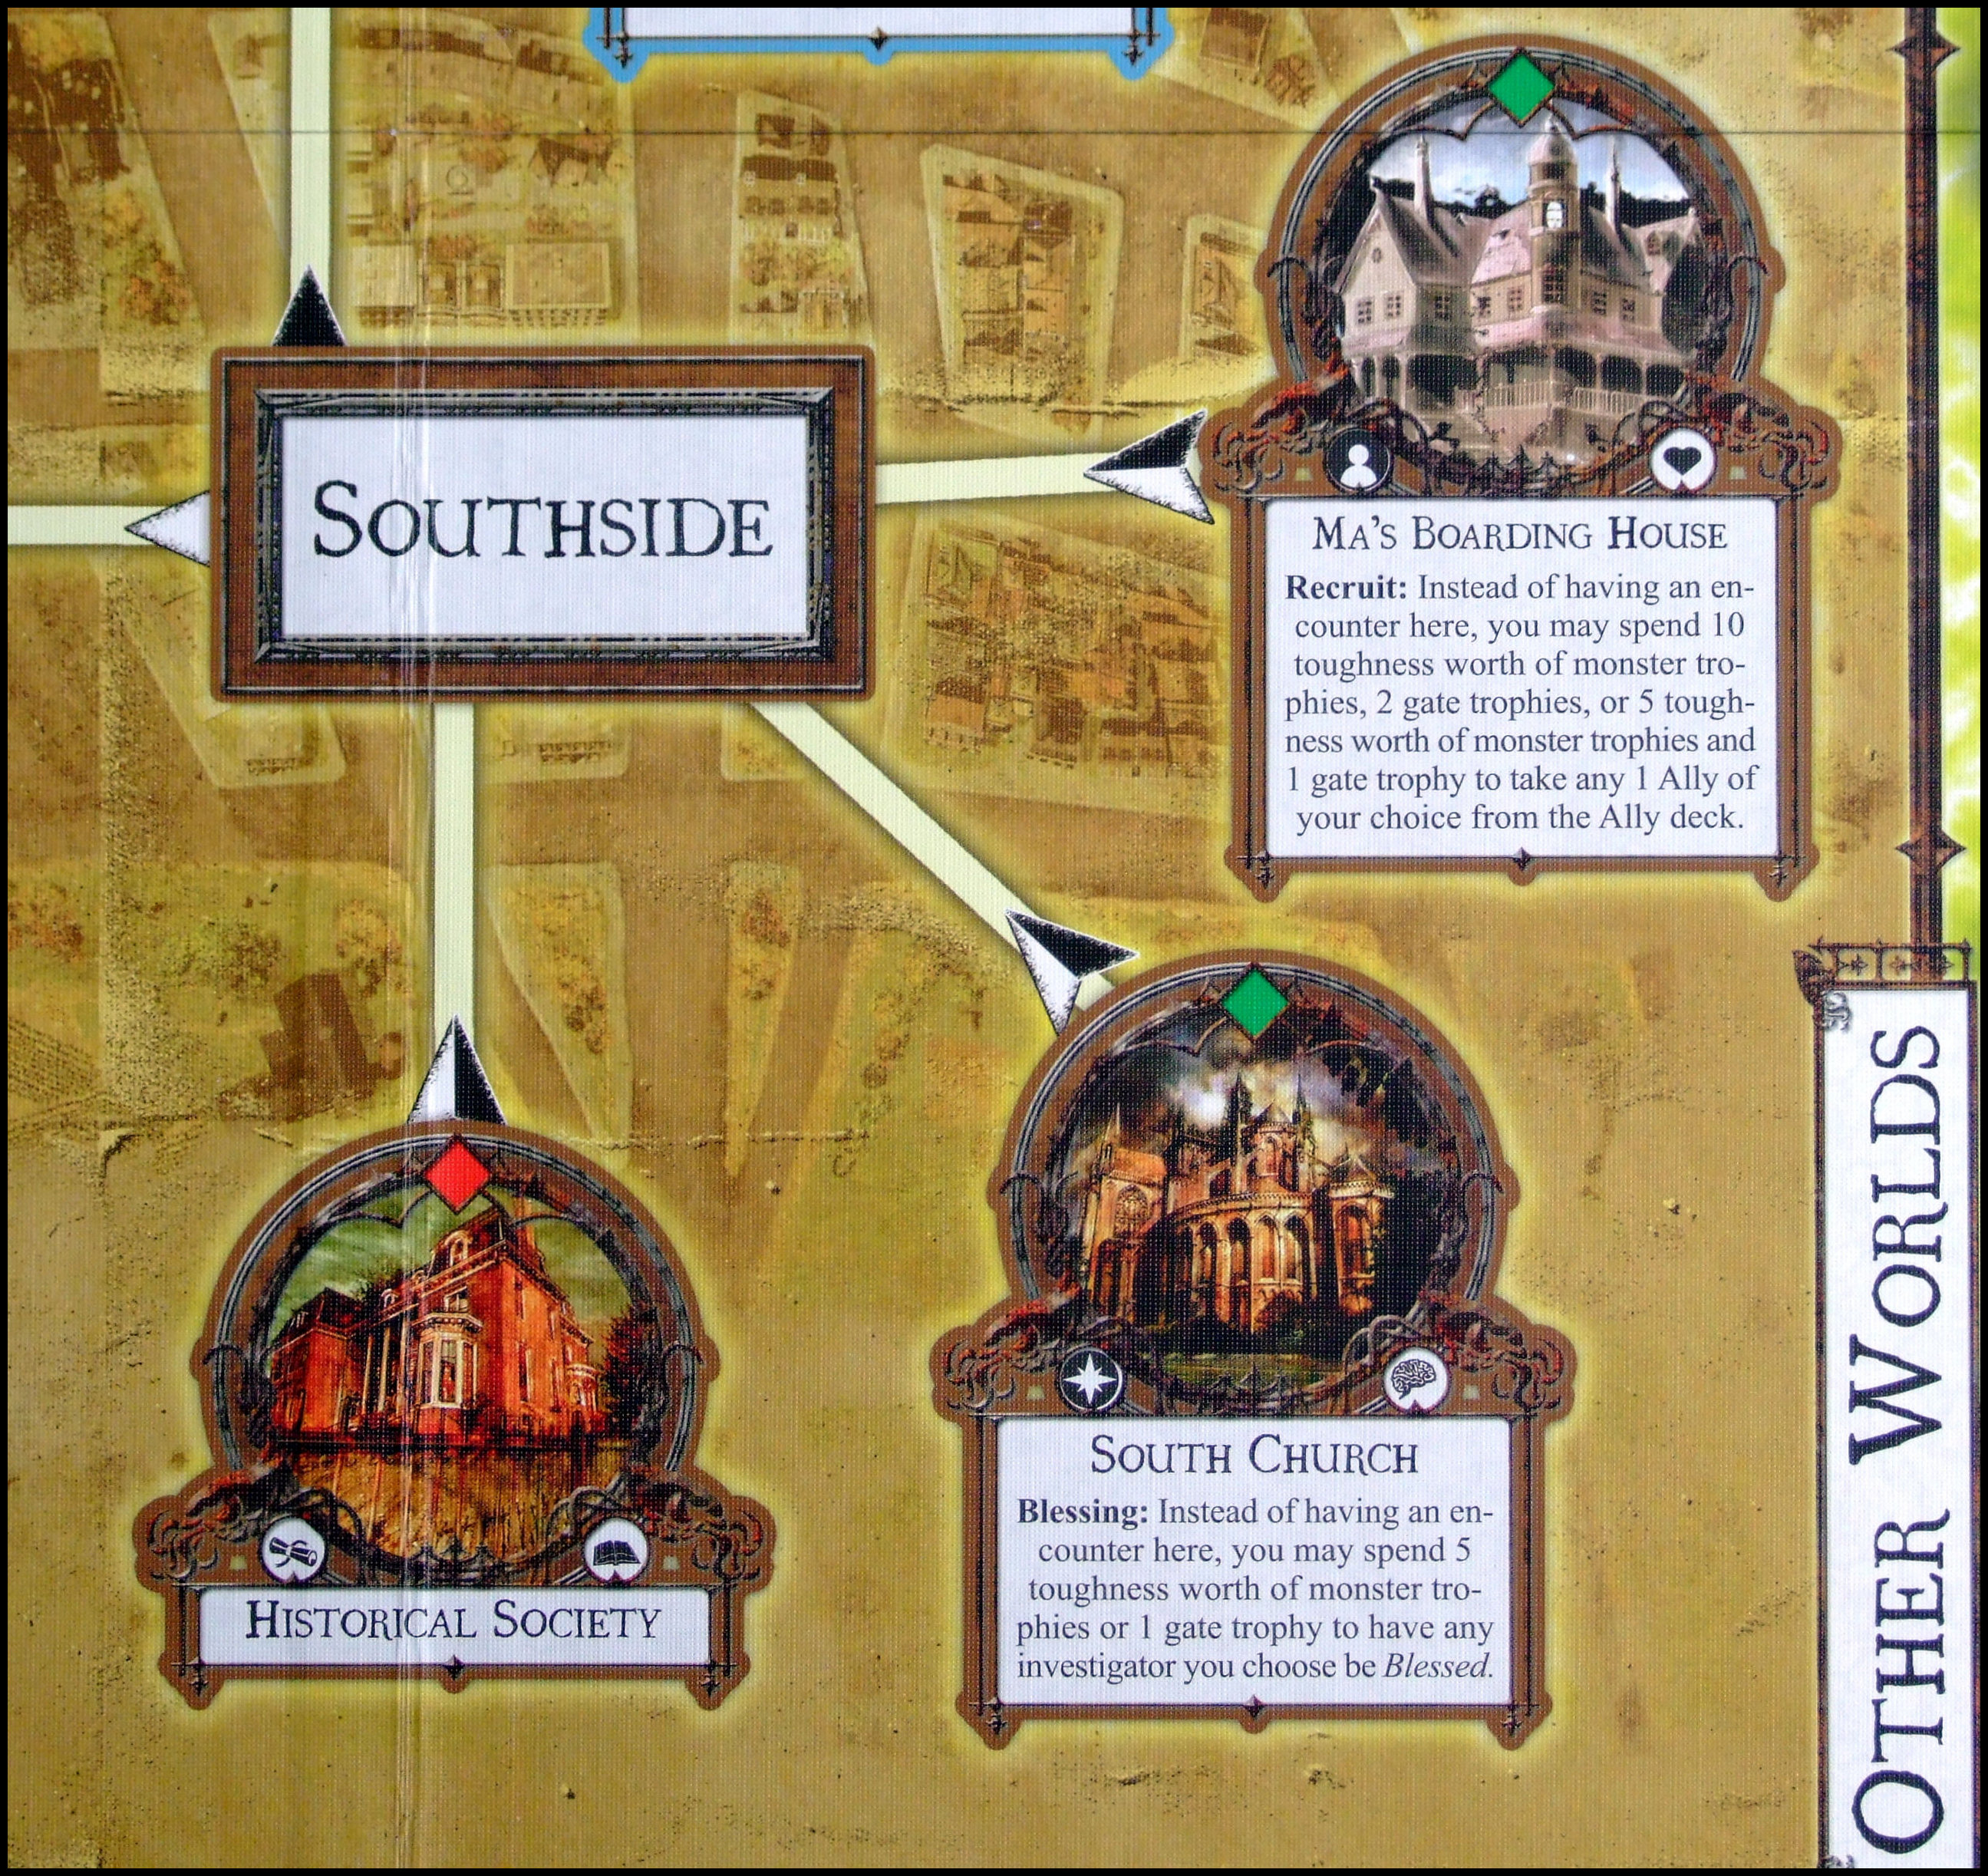 SOUTHSIDE
MA'S BOARDING HOUSE
Recruit: Instead of having an en-
counter here, you may spend 10
toughness worth of monster tro-
phies, 2 gate trophies, or 5 tough-
ness worth of monster trophies and
1 gate trophy to take any 1 Ally of
your choice from the Ally deck.
HISTORICAL SOCIETY
SOUTH CHURCH
Blessing: Instead of having an en-
counter here, you may spend 5
toughness worth of monster tro-
phies or 1 gate trophy to have any
investigator you choose be Blessed.
OTHER WORLDS